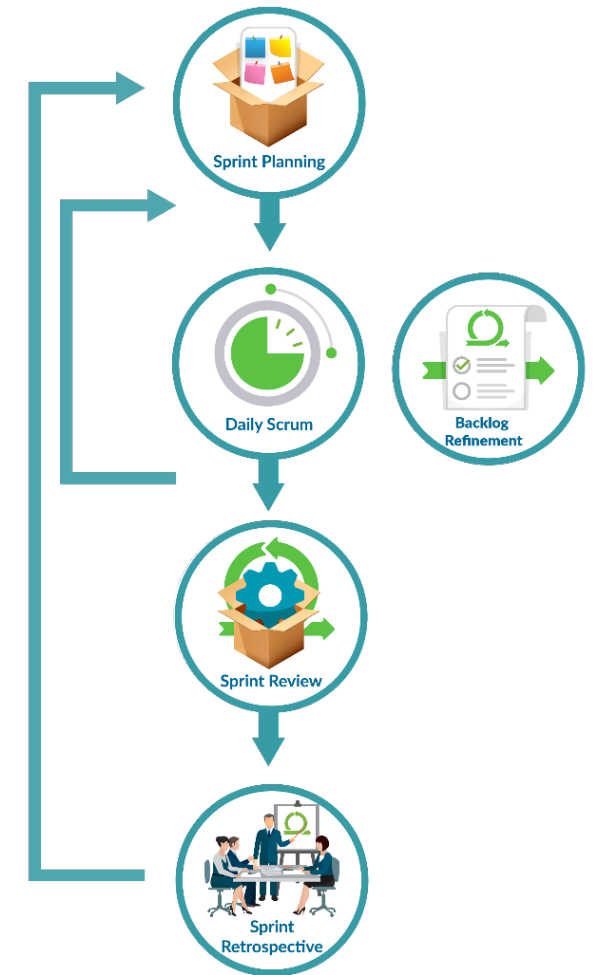 Sprint Planning
Daily Scrum
Backlog
Refinement
Sprint Review
Sprint
Retrospective